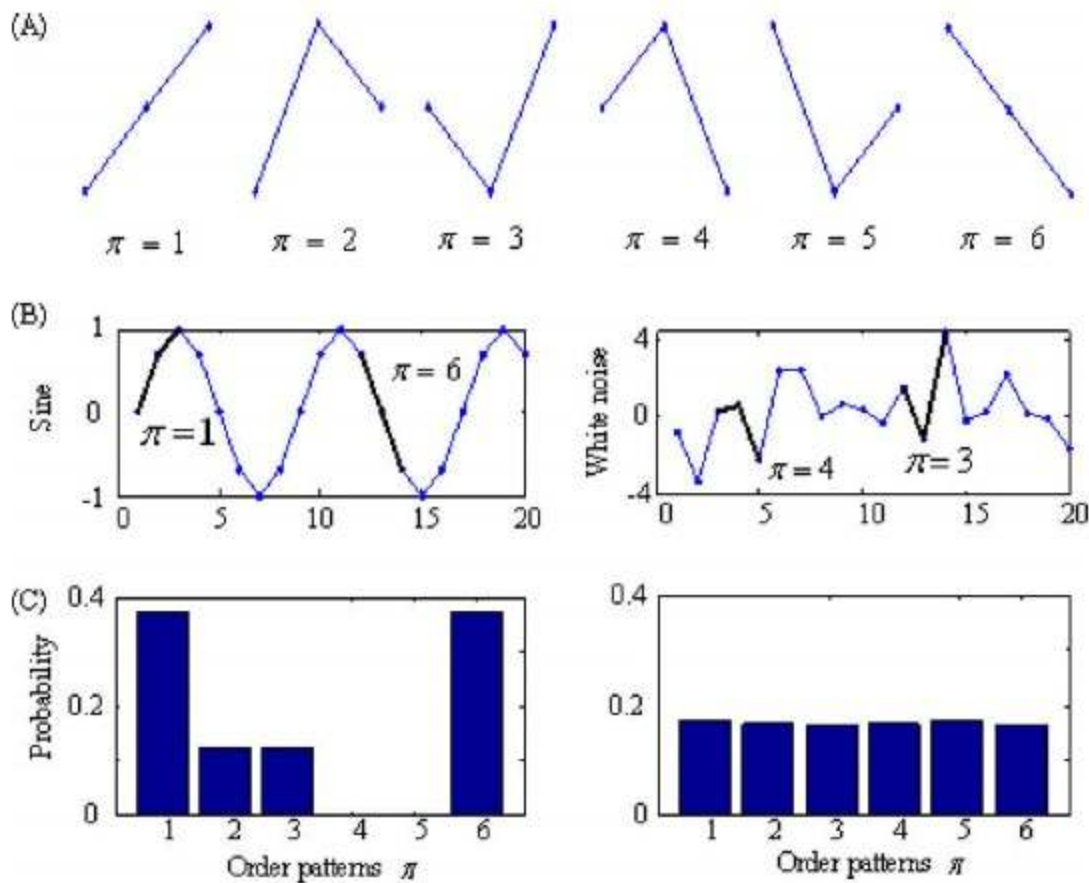 (A)
π = 1 π = 2 π = 3 π = 4 π = 5 π = 6
(B)
Sine
1
0
-1
π = 1
π = 6
0 5 10 15 20
White noise
4
0
-4
π = 4
π = 3
0 5 10 15 20
(C)
Probability
0.4
0.2
0
1 2 3 4 5 6
Order patterns π
0.4
0.2
0
1 2 3 4 5 6
Order patterns π